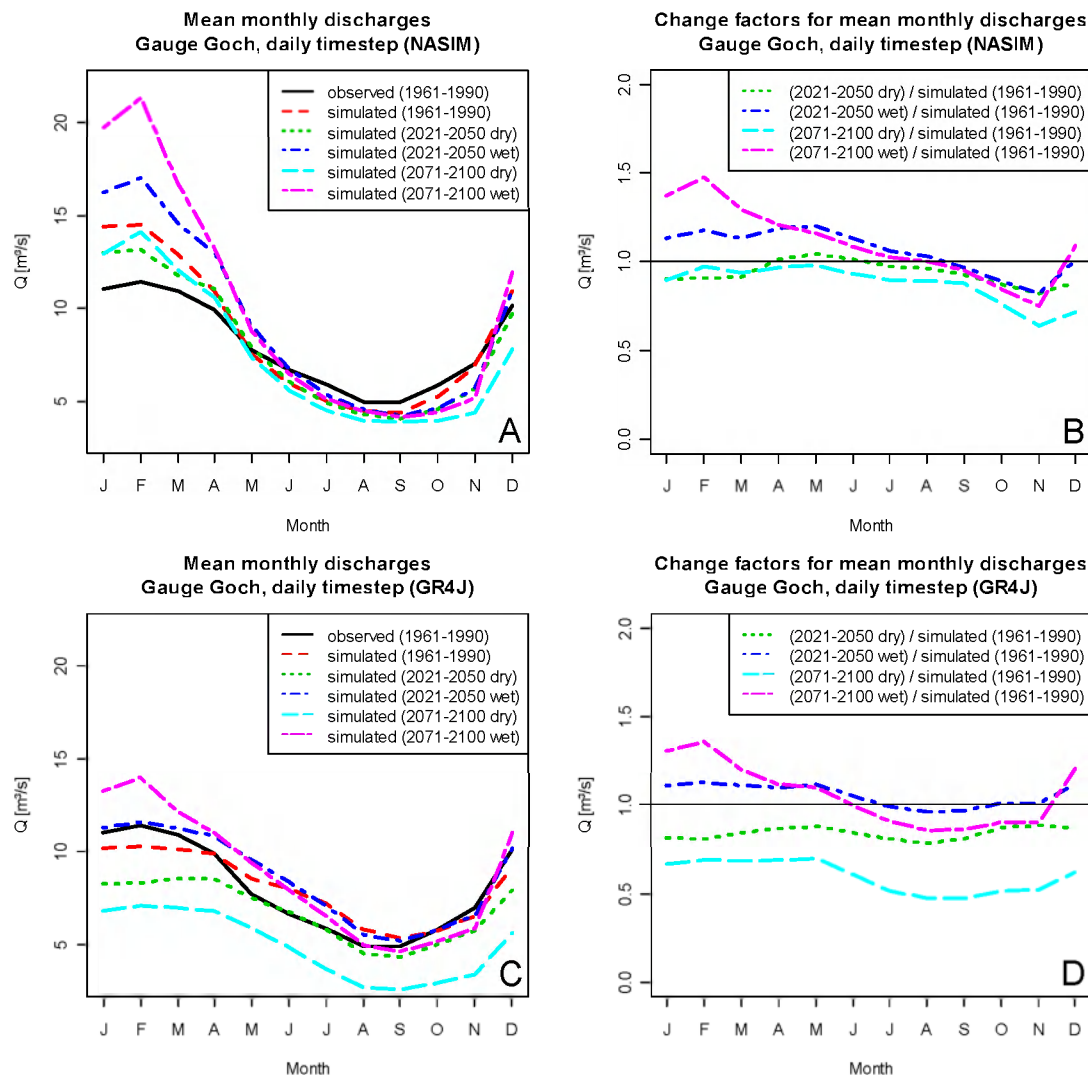 Mean monthly discharges
Gauge Goch, daily timestep (NASIM)
Q [m³/s]
20
15
10
5
observed (1961-1990)
simulated (1961-1990)
simulated (2021-2050 dry)
simulated (2021-2050 wet)
simulated (2071-2100 dry)
simulated (2071-2100 wet)
A
J F M A M J J A S O N D
Month
Change factors for mean monthly discharges
Gauge Goch, daily timestep (NASIM)
Q [m³/s]
2.0
1.5
1.0
0.5
0.0
(2021-2050 dry) / simulated (1961-1990)
(2021-2050 wet) / simulated (1961-1990)
(2071-2100 dry) / simulated (1961-1990)
(2071-2100 wet) / simulated (1961-1990)
B
J F M A M J J A S O N D
Month
Mean monthly discharges
Gauge Goch, daily timestep (GR4J)
Q [m³/s]
20
15
10
5
observed (1961-1990)
simulated (1961-1990)
simulated (2021-2050 dry)
simulated (2021-2050 wet)
simulated (2071-2100 dry)
simulated (2071-2100 wet)
C
J F M A M J J A S O N D
Month
Change factors for mean monthly discharges
Gauge Goch, daily timestep (GR4J)
Q [m³/s]
2.0
1.5
1.0
0.5
0.0
(2021-2050 dry) / simulated (1961-1990)
(2021-2050 wet) / simulated (1961-1990)
(2071-2100 dry) / simulated (1961-1990)
(2071-2100 wet) / simulated (1961-1990)
D
J F M A M J J A S O N D
Month